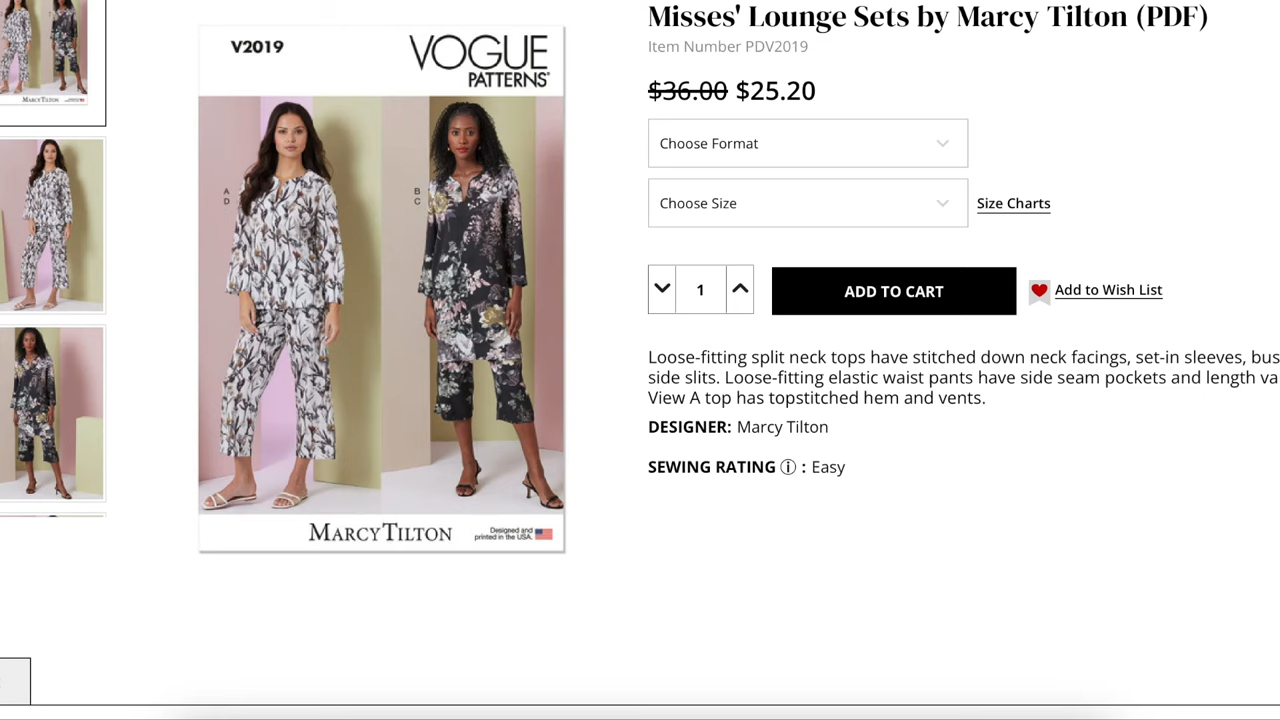 Misses' Lounge Sets by Marcy Tilton (PDF)
Item Number PDV2019
$36.00 $25.20
Choose Format
Choose Size
Size Charts
1
ADD TO CART
Add to Wish List
Loose-fitting split neck tops have stitched down neck facings, set-in sleeves, bus
side slits. Loose-fitting elastic waist pants have side seam pockets and length va
View A top has topstitched hem and vents.
DESIGNER: Marcy Tilton
SEWING RATING ⓘ : Easy
V2019
VOGUE
PATTERNS®
A
D
B
C
MARCY TILTON
Designed and
printed in the USA.
MARCY TILTON